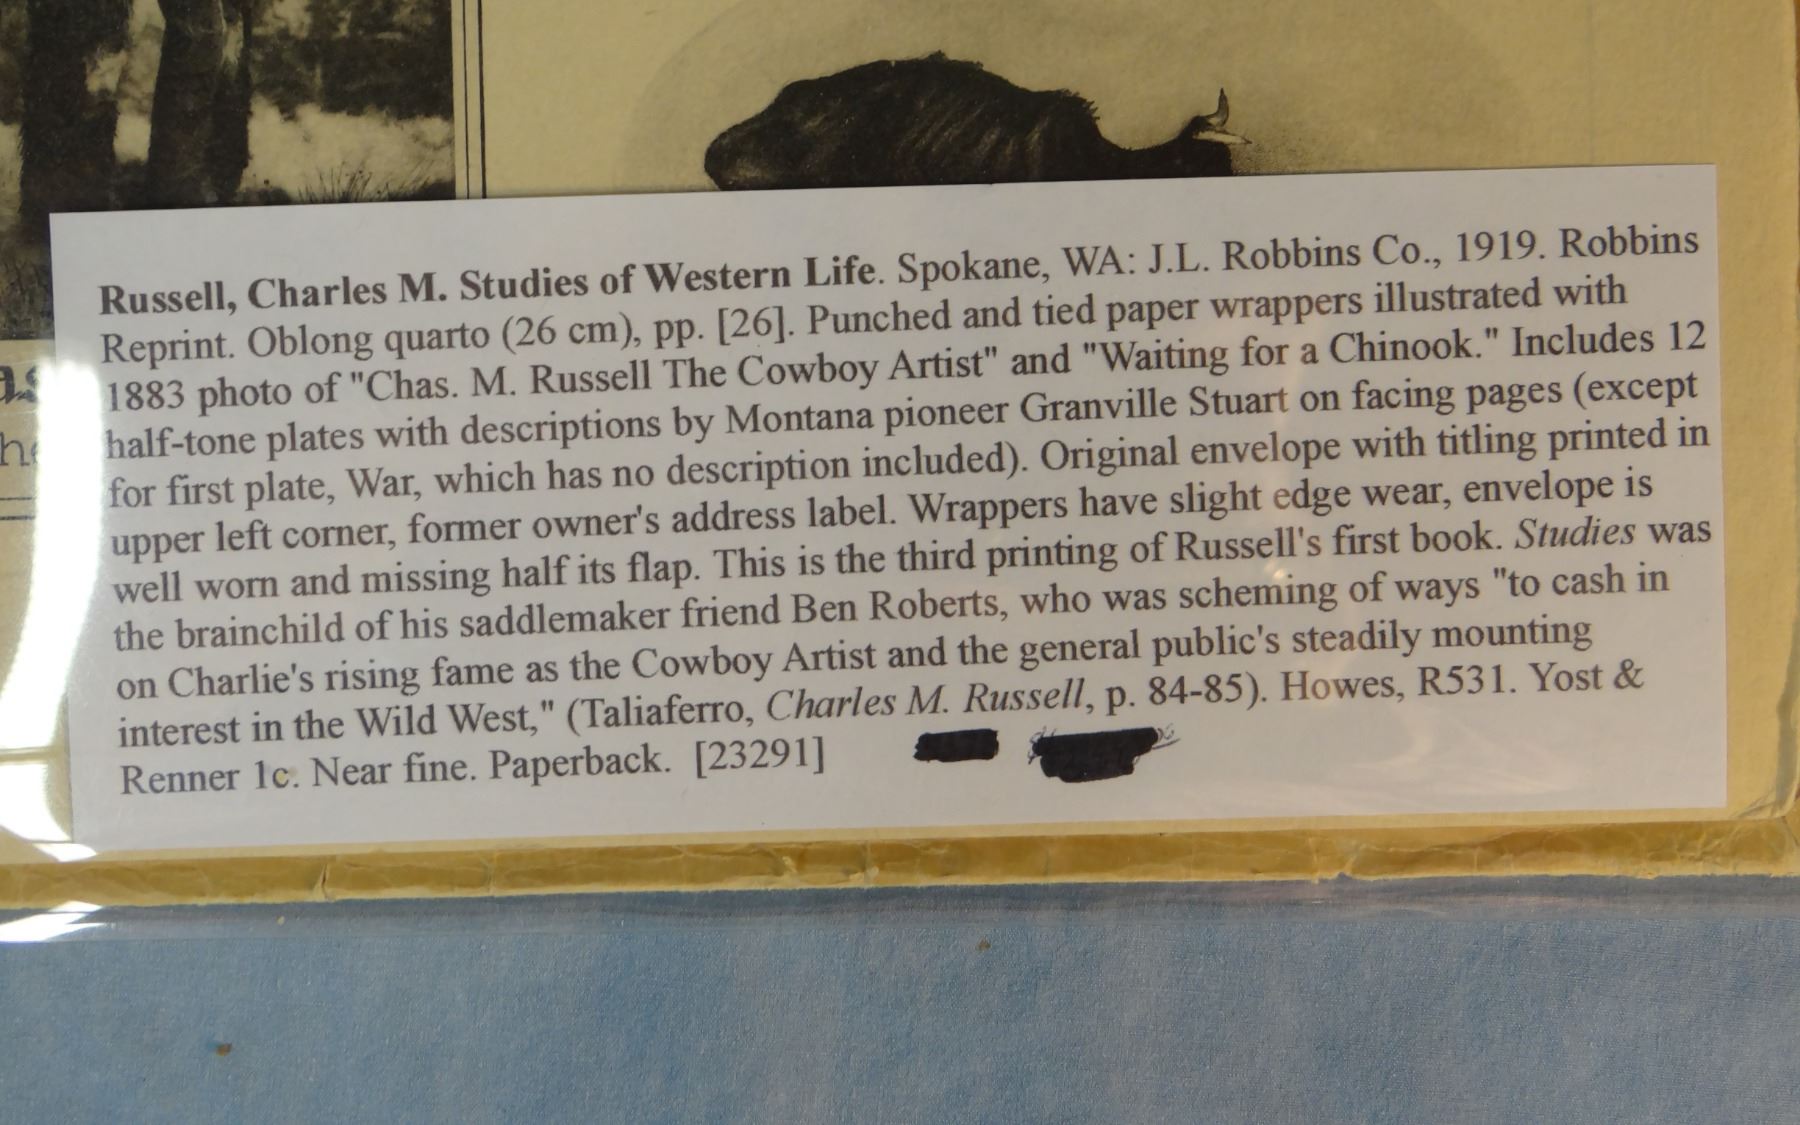 Russell, Charles M. Studies of Western Life. Spokane, WA: J.L. Robbins Co., 1919. Robbins
Reprint. Oblong quarto (26 cm), pp. [26]. Punched and tied paper wrappers illustrated with
1883 photo of "Chas. M. Russell The Cowboy Artist" and "Waiting for a Chinook." Includes 12
half-tone plates with descriptions by Montana pioneer Granville Stuart on facing pages (except
for first plate, War, which has no description included). Original envelope with titling printed in
upper left corner, former owner's address label. Wrappers have slight edge wear, envelope is
well worn and missing half its flap. This is the third printing of Russell's first book. Studies was
the brainchild of his saddlemaker friend Ben Roberts, who was scheming of ways "to cash in
on Charlie's rising fame as the Cowboy Artist and the general public's steadily mounting
interest in the Wild West," (Taliaferro, Charles M. Russell, p. 84-85). Howes, R531. Yost &
Renner 1c. Near fine. Paperback. [23291]